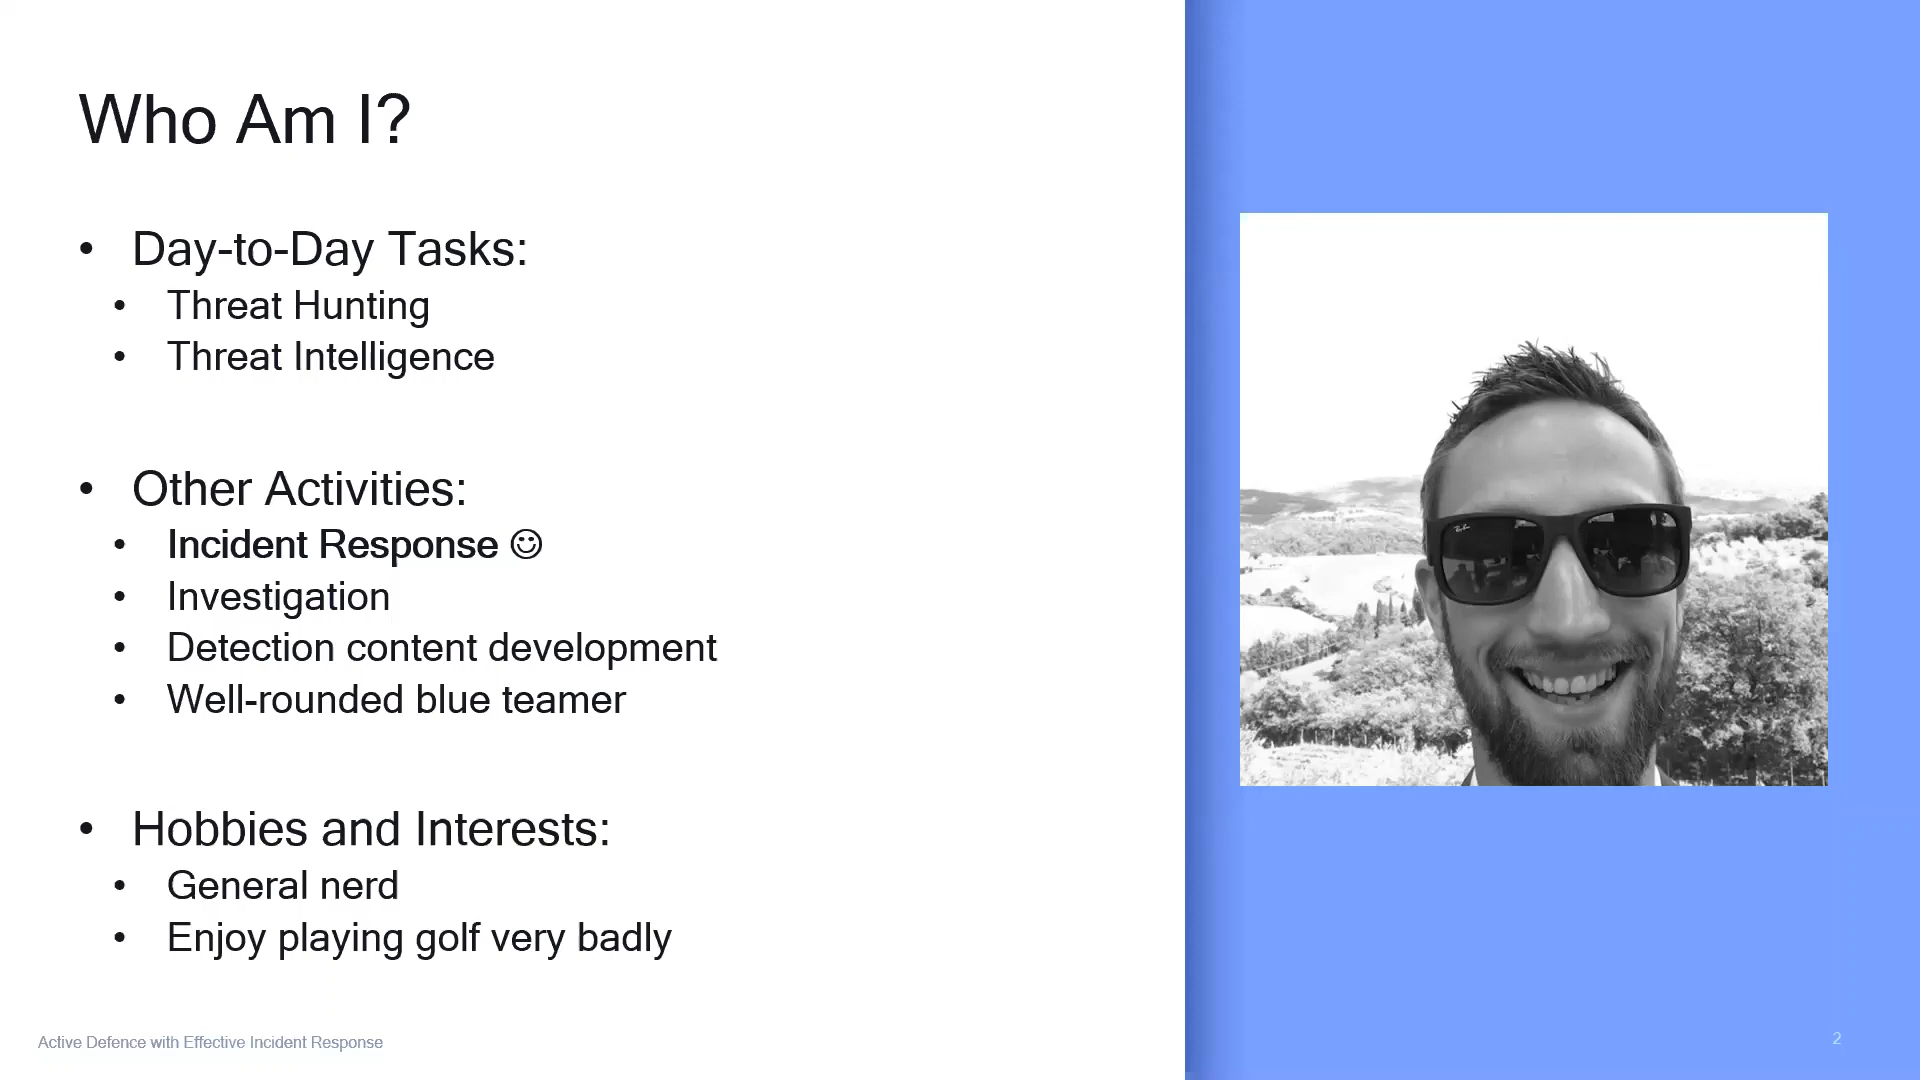 Who Am I?
• Day-to-Day Tasks:
• Threat Hunting
• Threat Intelligence
• Other Activities:
• Incident Response ☺
• Investigation
• Detection content development
• Well-rounded blue teamer
• Hobbies and Interests:
• General nerd
• Enjoy playing golf very badly
Ray-Ban
Active Defence with Effective Incident Response
2